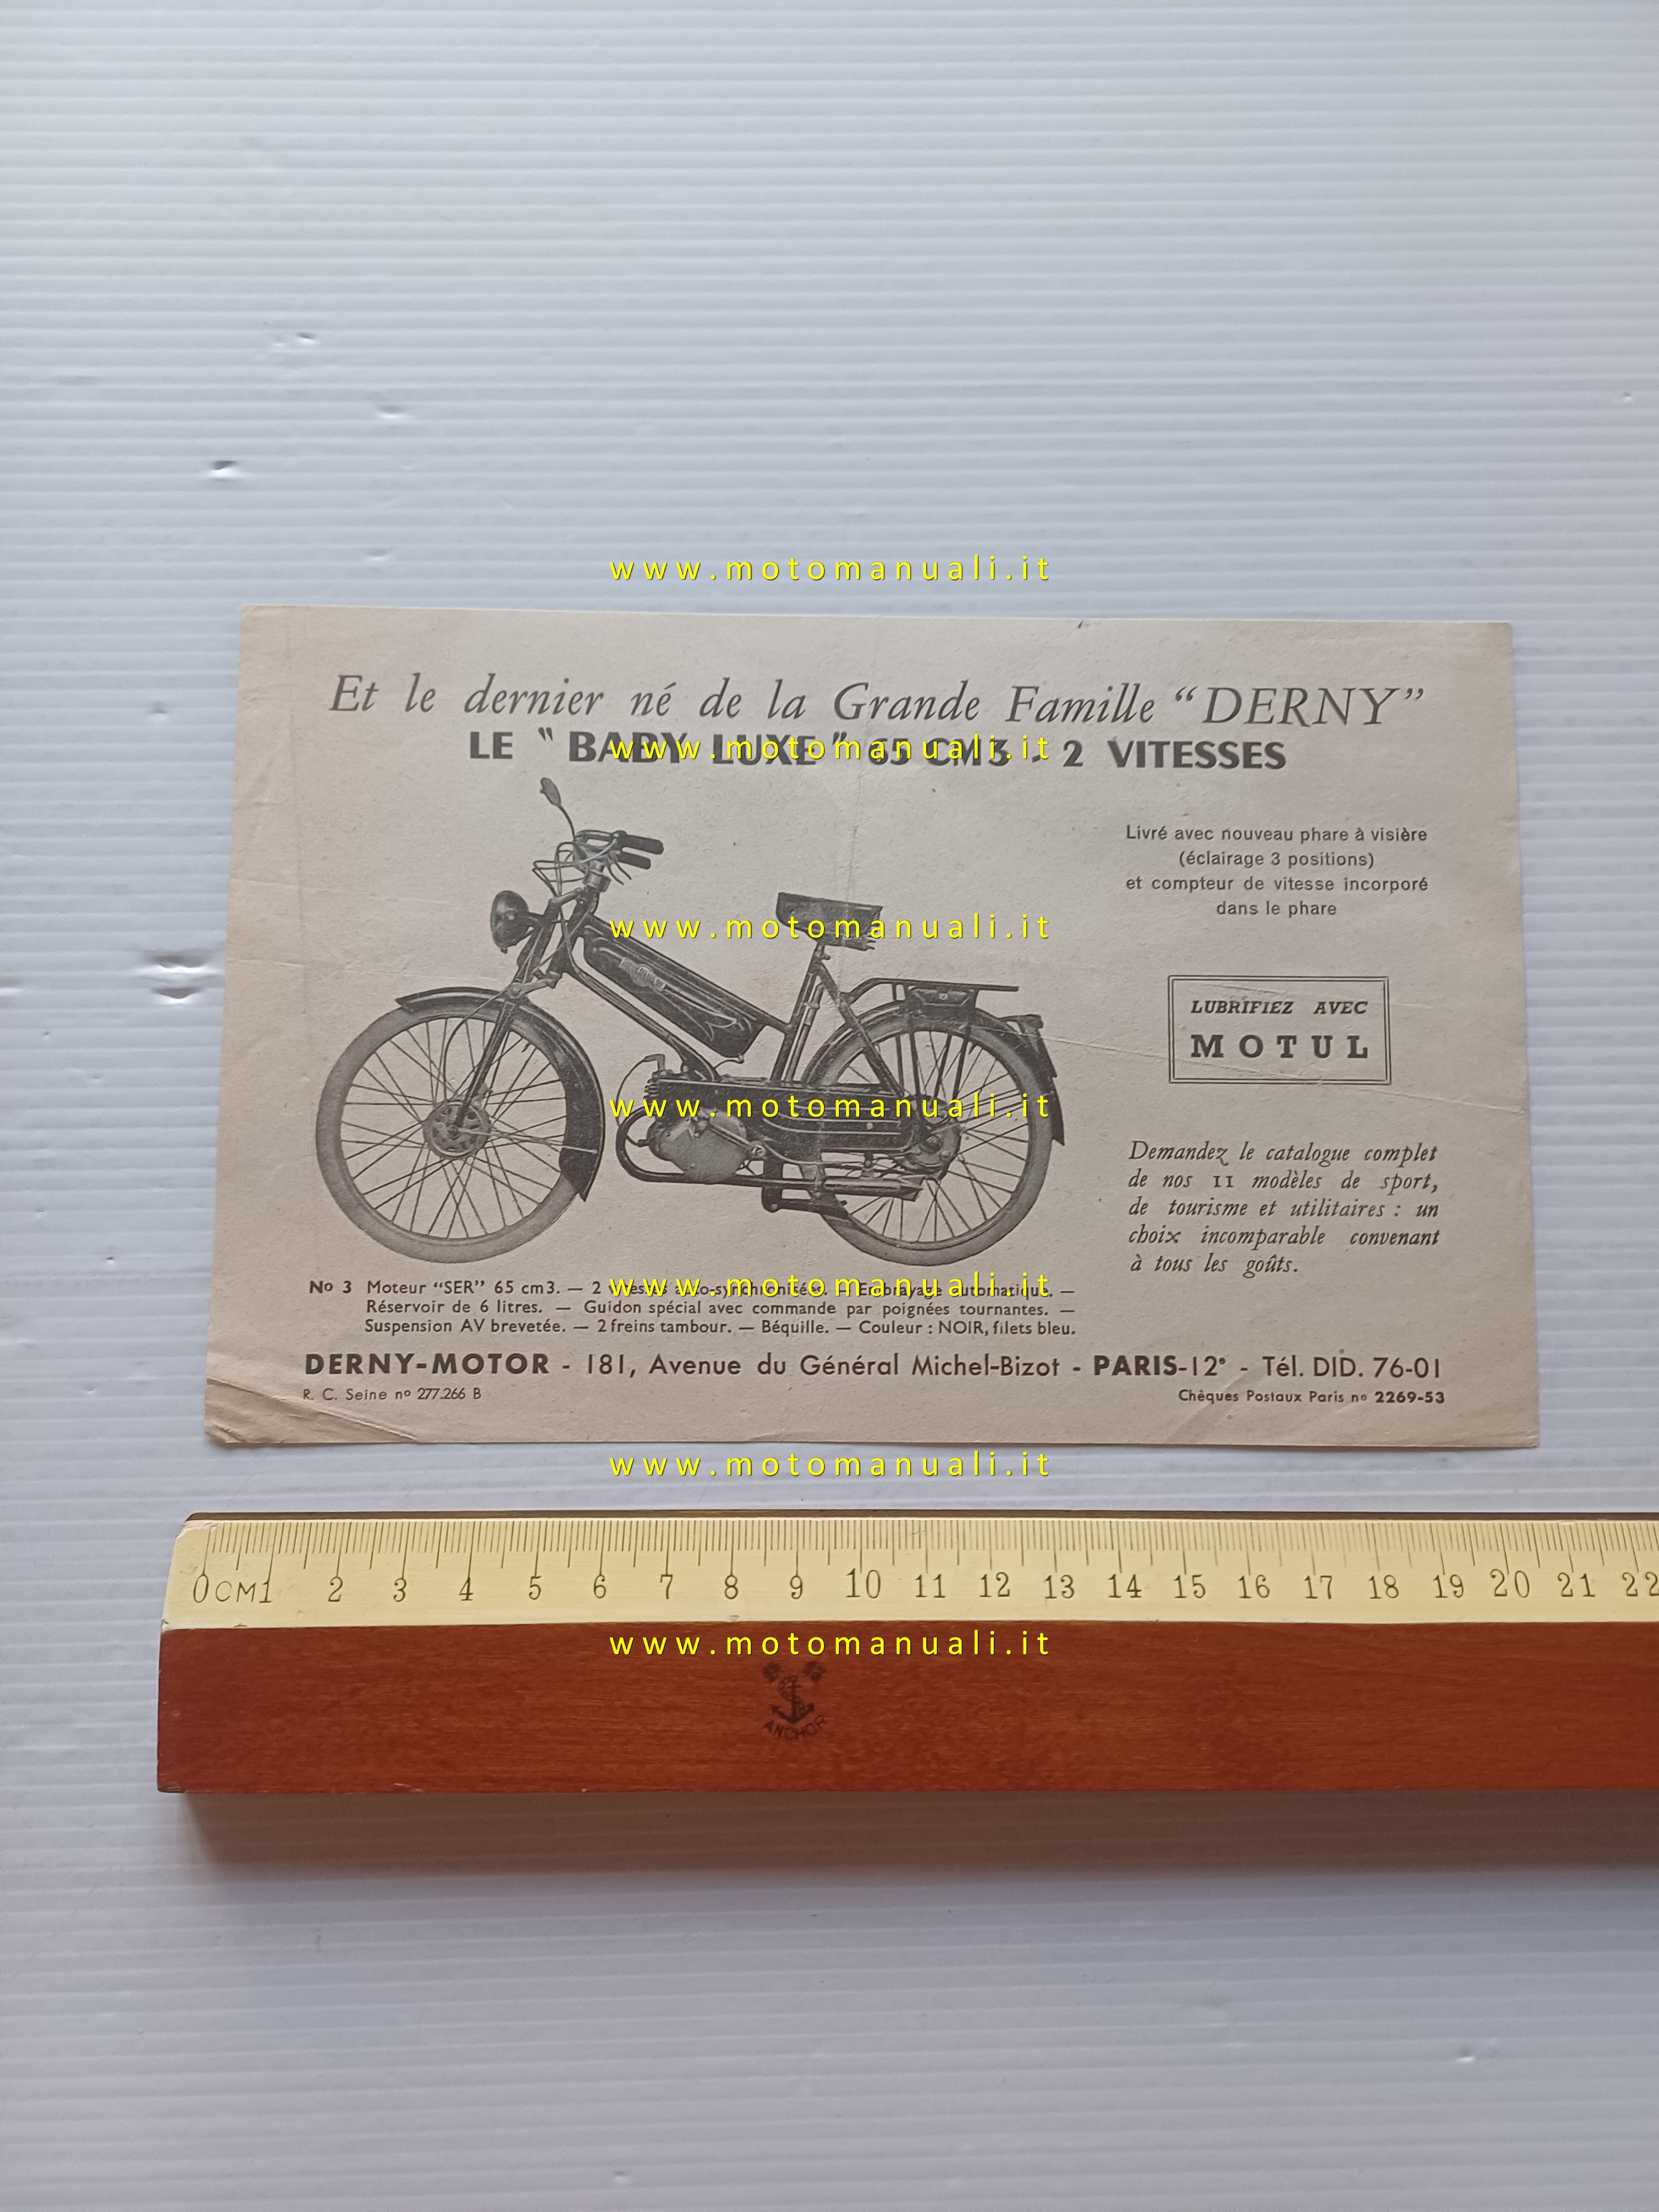 www.motomanuali.it
Et le dernier né de la Grande Famille “DERNY”
LE “BABY LUXE” 65 CM3 - 2 VITESSES
www.motomanuali.it
Livré avec nouveau phare à visière
(éclairage 3 positions)
et compteur de vitesse incorporé
dans le phare
www.motomanuali.it
LUBRIFIEZ AVEC
MOTUL
www.motomanuali.it
Demandez le catalogue complet
de nos 11 modèles de sport,
de tourisme et utilitaires : un
choix incomparable convenant
à tous les goûts.
No 3 Moteur “SER” 65 cm3. — 2 vitesses auto-synchronisées. — Embrayage automatique. —
www.motomanuali.it
Réservoir de 6 litres. — Guidon spécial avec commande par poignées tournantes. —
Suspension AV brevetée. — 2 freins tambour. — Béquille. — Couleur : NOIR, filets bleu.
DERNY-MOTOR - 181, Avenue du Général Michel-Bizot - PARIS-12e - Tél. DID. 76-01
R. C. Seine no 277.266 B
Chèques Postaux Paris no 2269-53
www.motomanuali.it
0 CM 1 2 3 4 5 6 7 8 9 10 11 12 13 14 15 16 17 18 19 20 21 22
www.motomanuali.it
ANCHOR